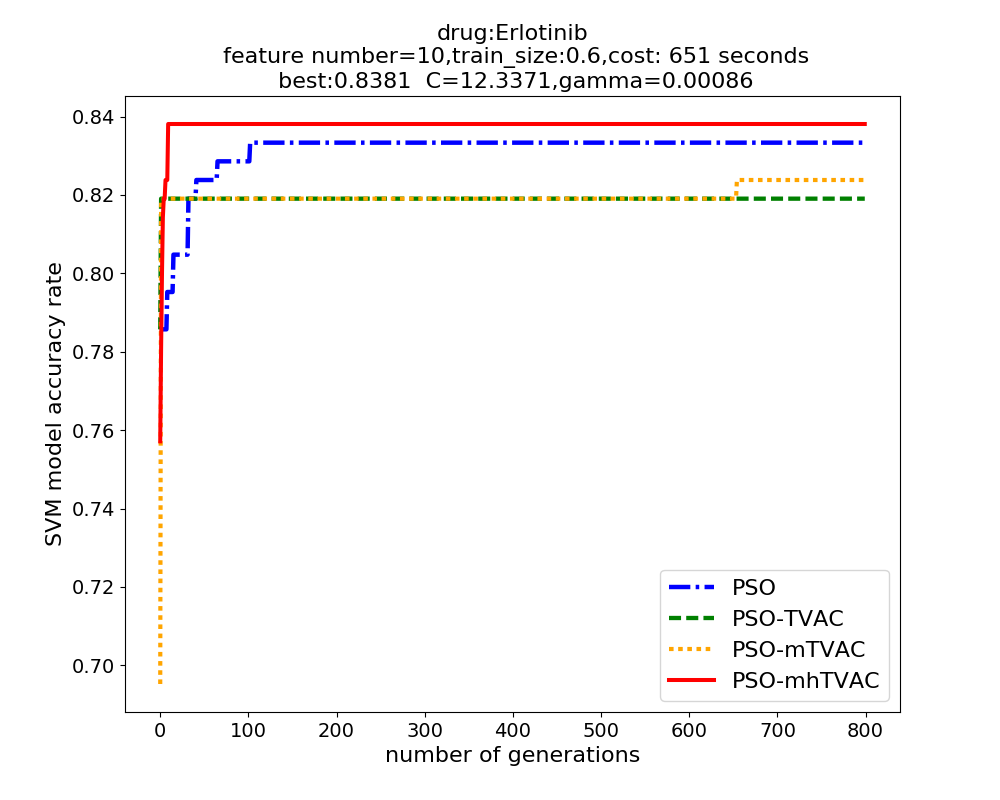 drug:Erlotinib
feature number=10,train_size:0.6,cost: 651 seconds
best:0.8381  C=12.3371,gamma=0.00086
SVM model accuracy rate
0.84
0.82
0.80
0.78
0.76
0.74
0.72
0.70
PSO
PSO-TVAC
PSO-mTVAC
PSO-mhTVAC
0 100 200 300 400 500 600 700 800
number of generations